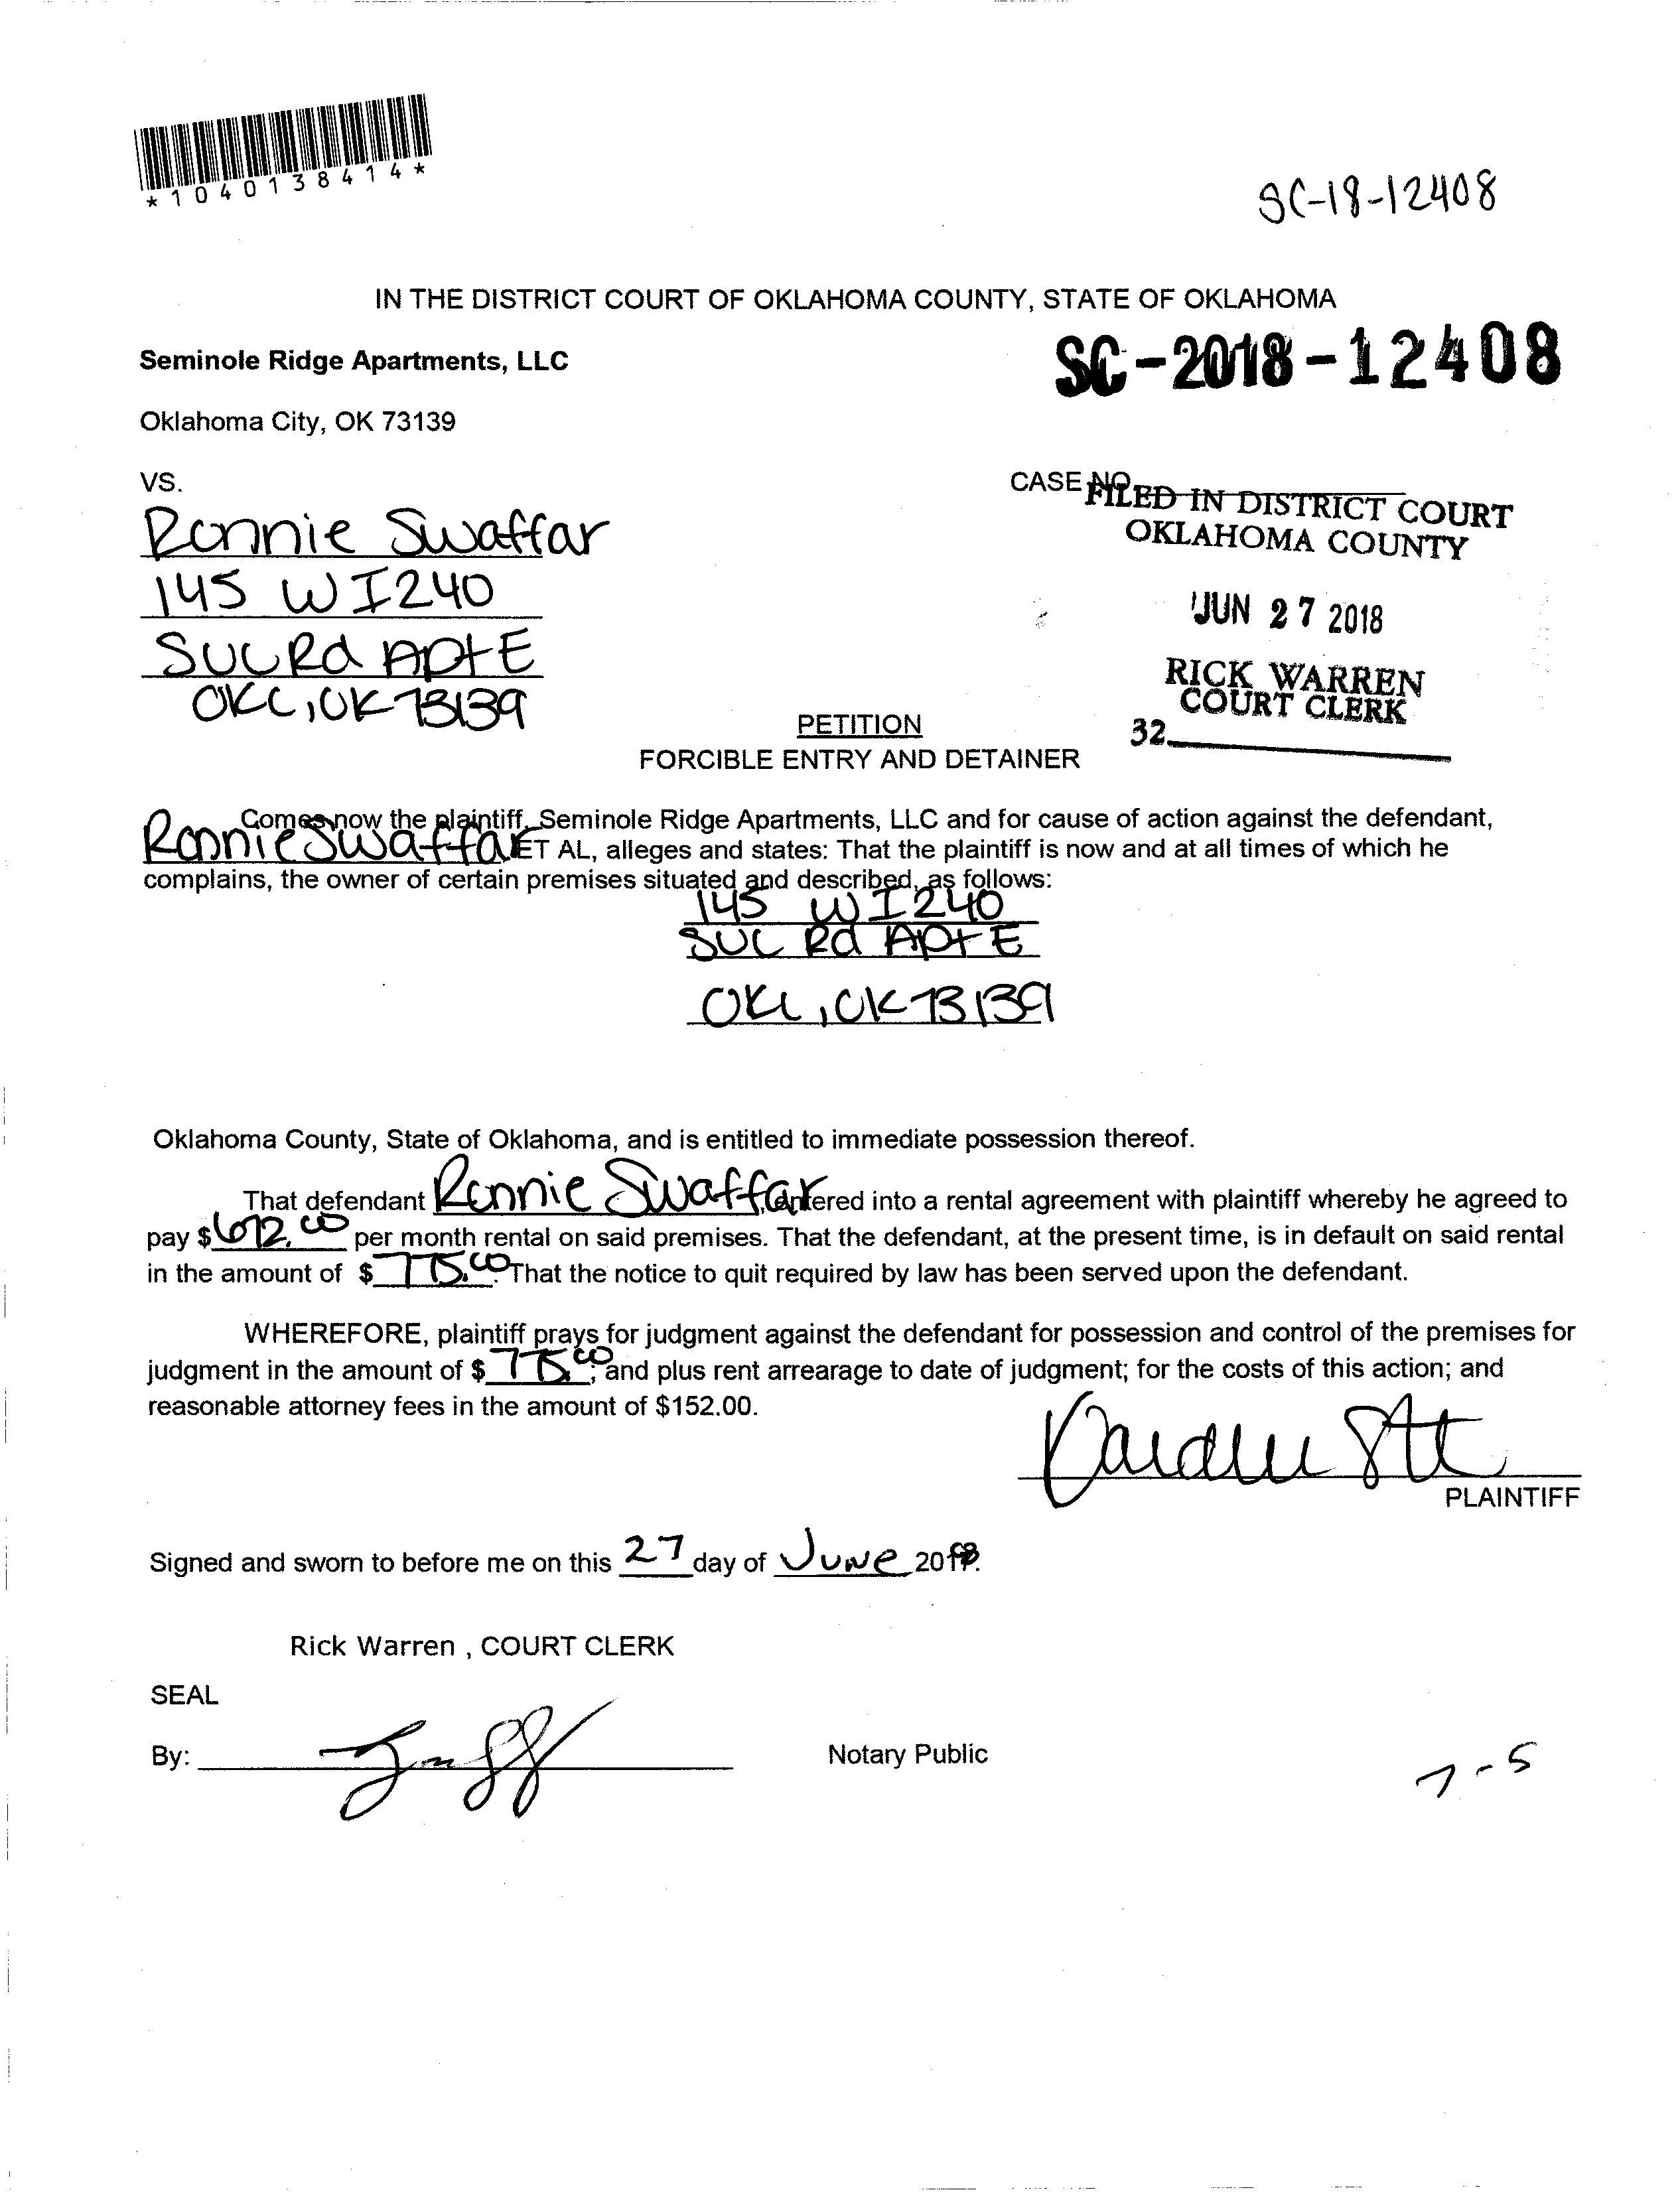 *1040138414*
SC-18-12408
IN THE DISTRICT COURT OF OKLAHOMA COUNTY, STATE OF OKLAHOMA
Seminole Ridge Apartments, LLC
SC-2018-12408
Oklahoma City, OK 73139
VS.
CASE NO.
FILED IN DISTRICT COURT
OKLAHOMA COUNTY
JUN 27 2018
RICK WARREN
COURT CLERK
32
Ronnie Swaffar
145 W I240
SVC Rd Apt E
OKC, OK 73139
PETITION
FORCIBLE ENTRY AND DETAINER
Comes now the plaintiff, Seminole Ridge Apartments, LLC and for cause of action against the defendant,
Ronnie Swaffar ET AL, alleges and states: That the plaintiff is now and at all times of which he
complains, the owner of certain premises situated and described, as follows:
145 W I240
SVC Rd Apt E
OKC, OK 73139
Oklahoma County, State of Oklahoma, and is entitled to immediate possession thereof.
That defendant Ronnie Swaffar, entered into a rental agreement with plaintiff whereby he agreed to
pay $672.00 per month rental on said premises. That the defendant, at the present time, is in default on said rental
in the amount of $775.00. That the notice to quit required by law has been served upon the defendant.
WHEREFORE, plaintiff prays for judgment against the defendant for possession and control of the premises for
judgment in the amount of $775.00; and plus rent arrearage to date of judgment; for the costs of this action; and
reasonable attorney fees in the amount of $152.00.
PLAINTIFF
Signed and sworn to before me on this 27 day of June 2018.
Rick Warren , COURT CLERK
SEAL
By:
Notary Public
7-5